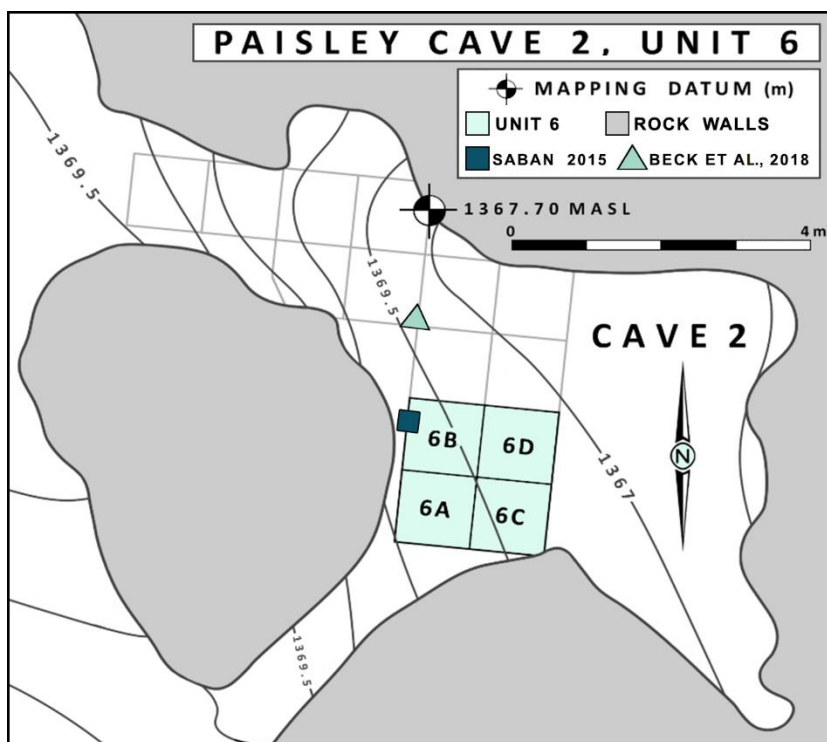 PAISLEY CAVE 2, UNIT 6
MAPPING DATUM (m)
UNIT 6 ROCK WALLS
SABAN 2015 BECK ET AL., 2018
1369.5
1367.70 MASL
0 4 m
1369.5
CAVE 2
6B 6D
N
1367
6A 6C
1369.5